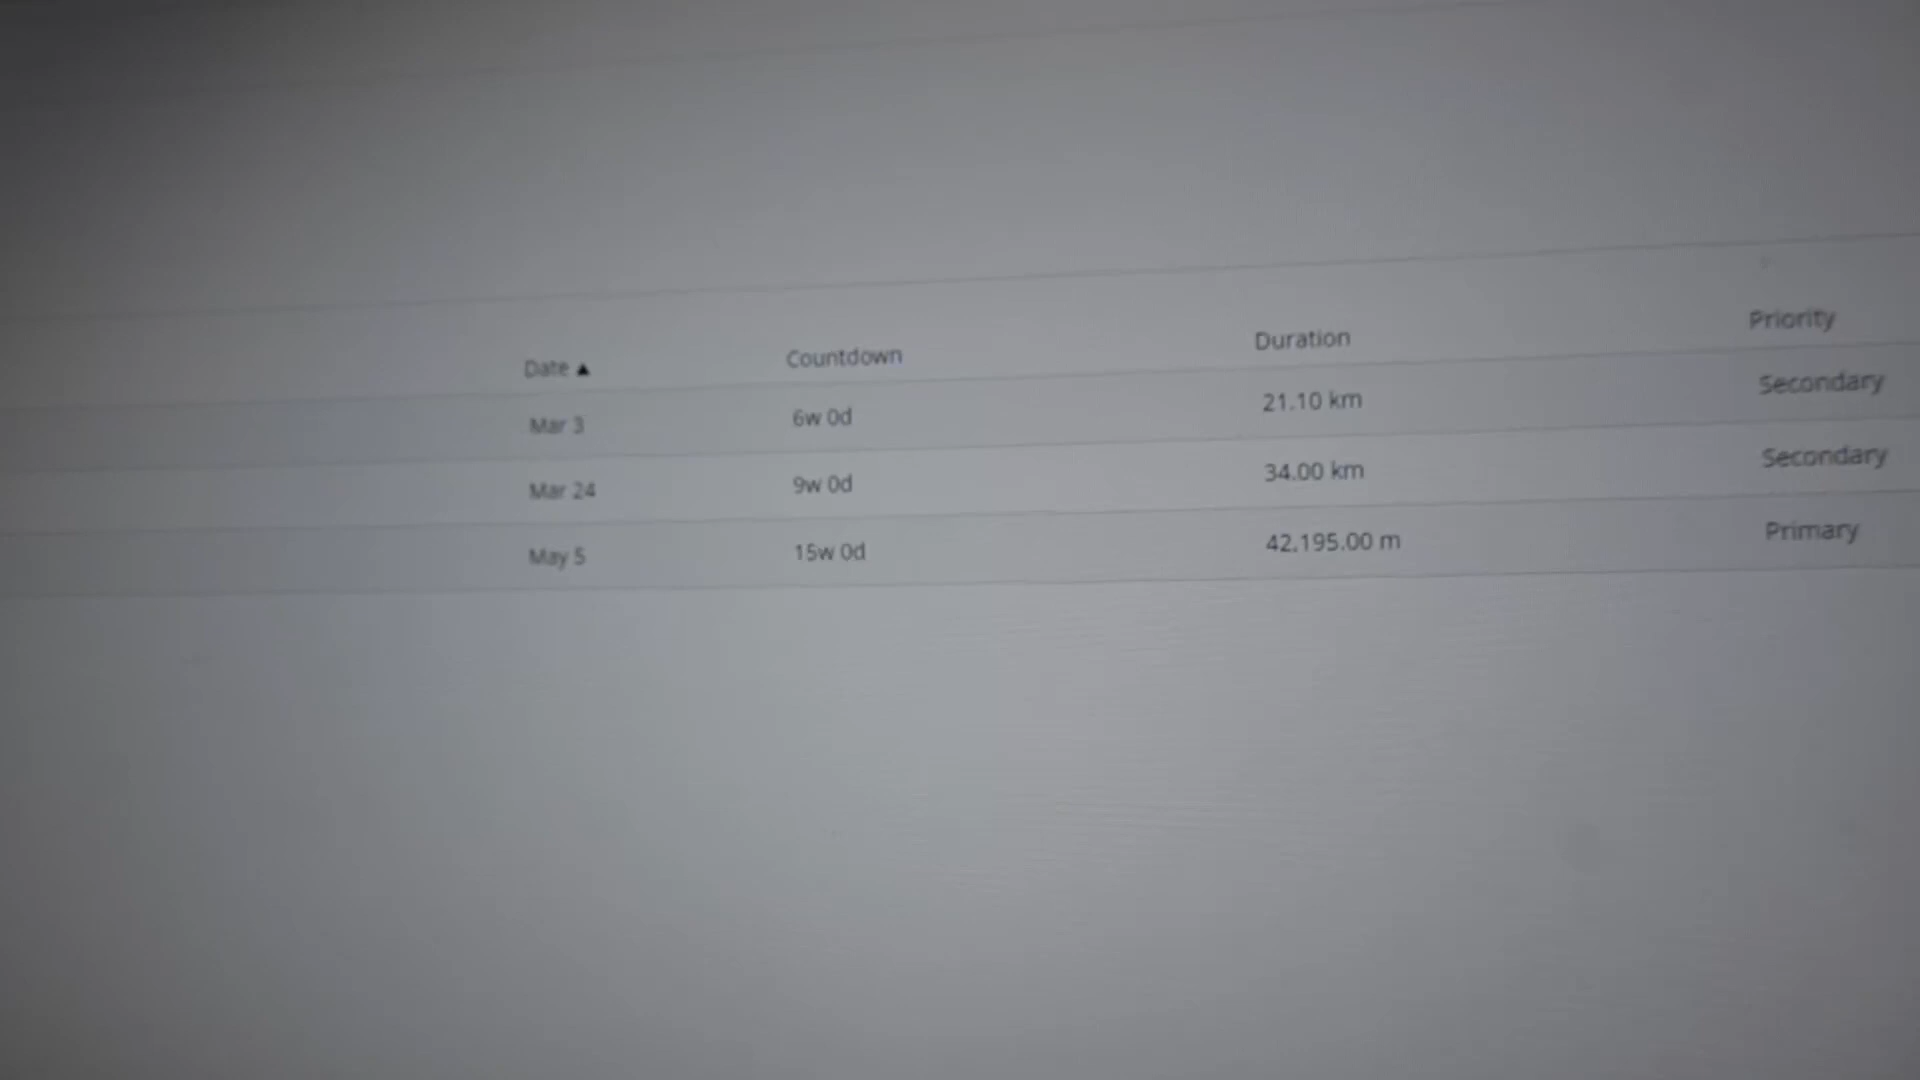 Date ▲ Countdown Duration Priority
Mar 3 6w 0d 21.10 km Secondary
Mar 24 9w 0d 34.00 km Secondary
May 5 15w 0d 42,195.00 m Primary